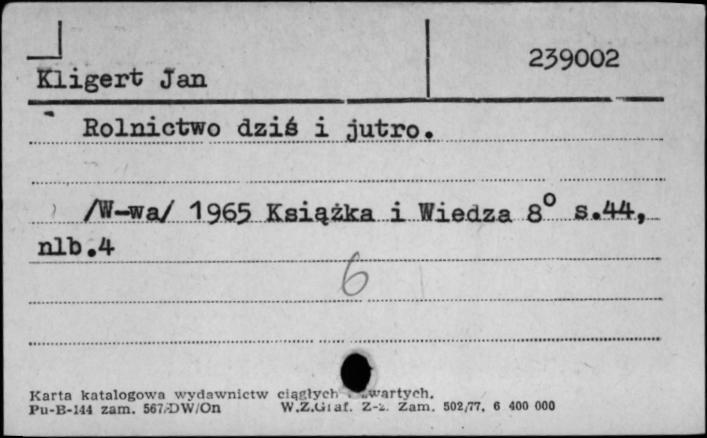 239002
Kligert Jan
Rolnictwo dziś i jutro.
/W-wa/ 1965 Książka i Wiedza 8° s.44,
nlb.4
6
Karta katalogowa wydawnictw ciągłych
Pu-B-144 zam. 567/DW/On W.Z.Graf. Z-2. Zam. 502/77. 6 400 000